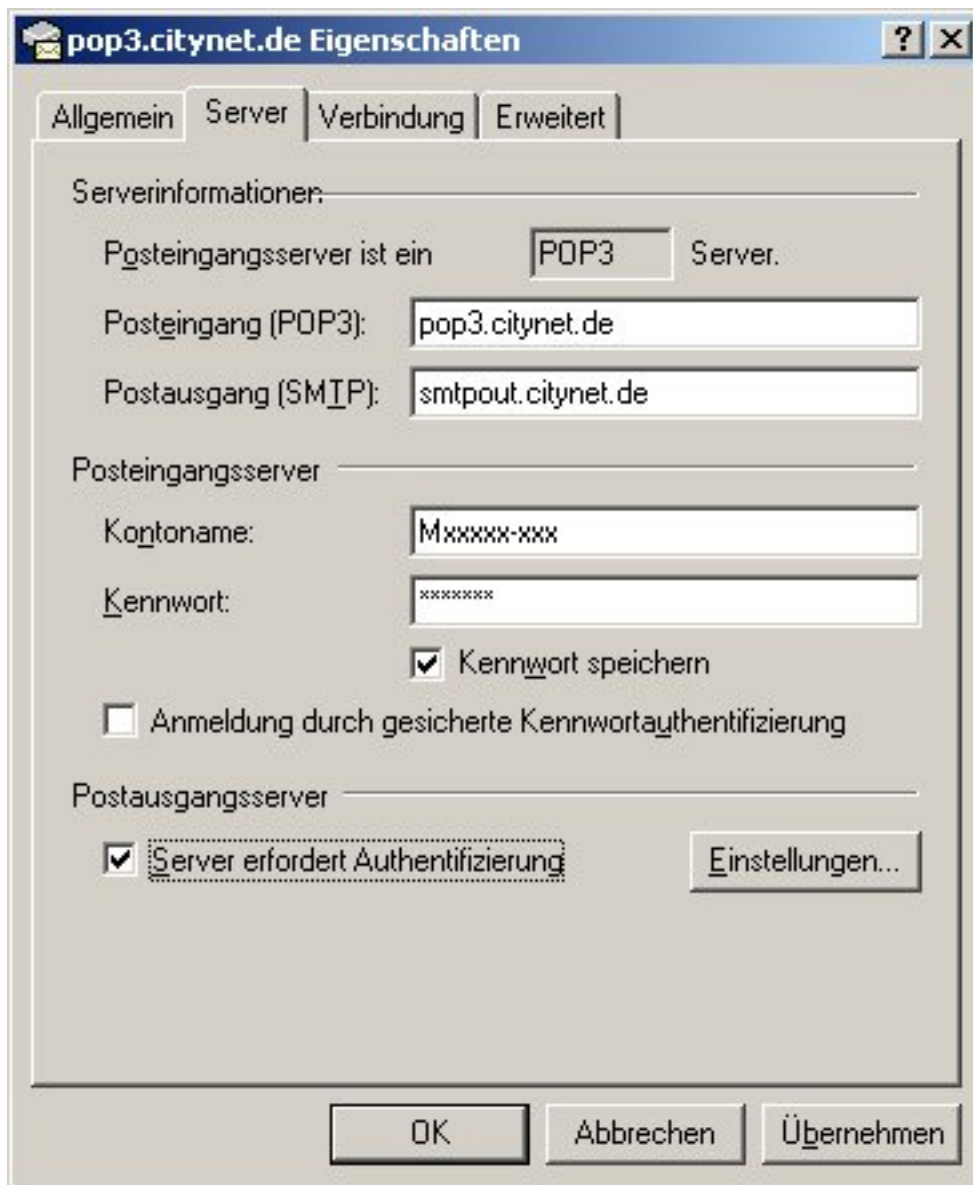 pop3.citynet.de Eigenschaften
Allgemein Server Verbindung Erweitert
Serverinformationen
Posteingangsserver ist ein POP3 Server.
Posteingang (POP3): pop3.citynet.de
Postausgang (SMTP): smtpout.citynet.de
Posteingangsserver
Kontoname: Mxxxxx-xxx
Kennwort: *******
Kennwort speichern
Anmeldung durch gesicherte Kennwortauthentifizierung
Postausgangsserver
Server erfordert Authentifizierung Einstellungen...
OK Abbrechen Übernehmen